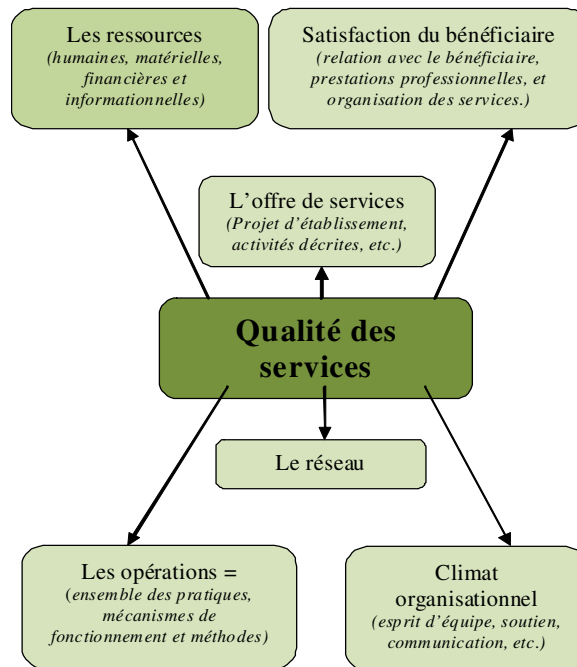 Les ressources
(humaines, matérielles,
financières et
informationnelles)
Satisfaction du bénéficiaire
(relation avec le bénéficiaire,
prestations professionnelles, et
organisation des services.)
L'offre de services
(Projet d'établissement,
activités décrites, etc.)
Qualité des
services
Le réseau
Les opérations =
(ensemble des pratiques,
mécanismes de
fonctionnement et méthodes)
Climat
organisationnel
(esprit d'équipe, soutien,
communication, etc.)